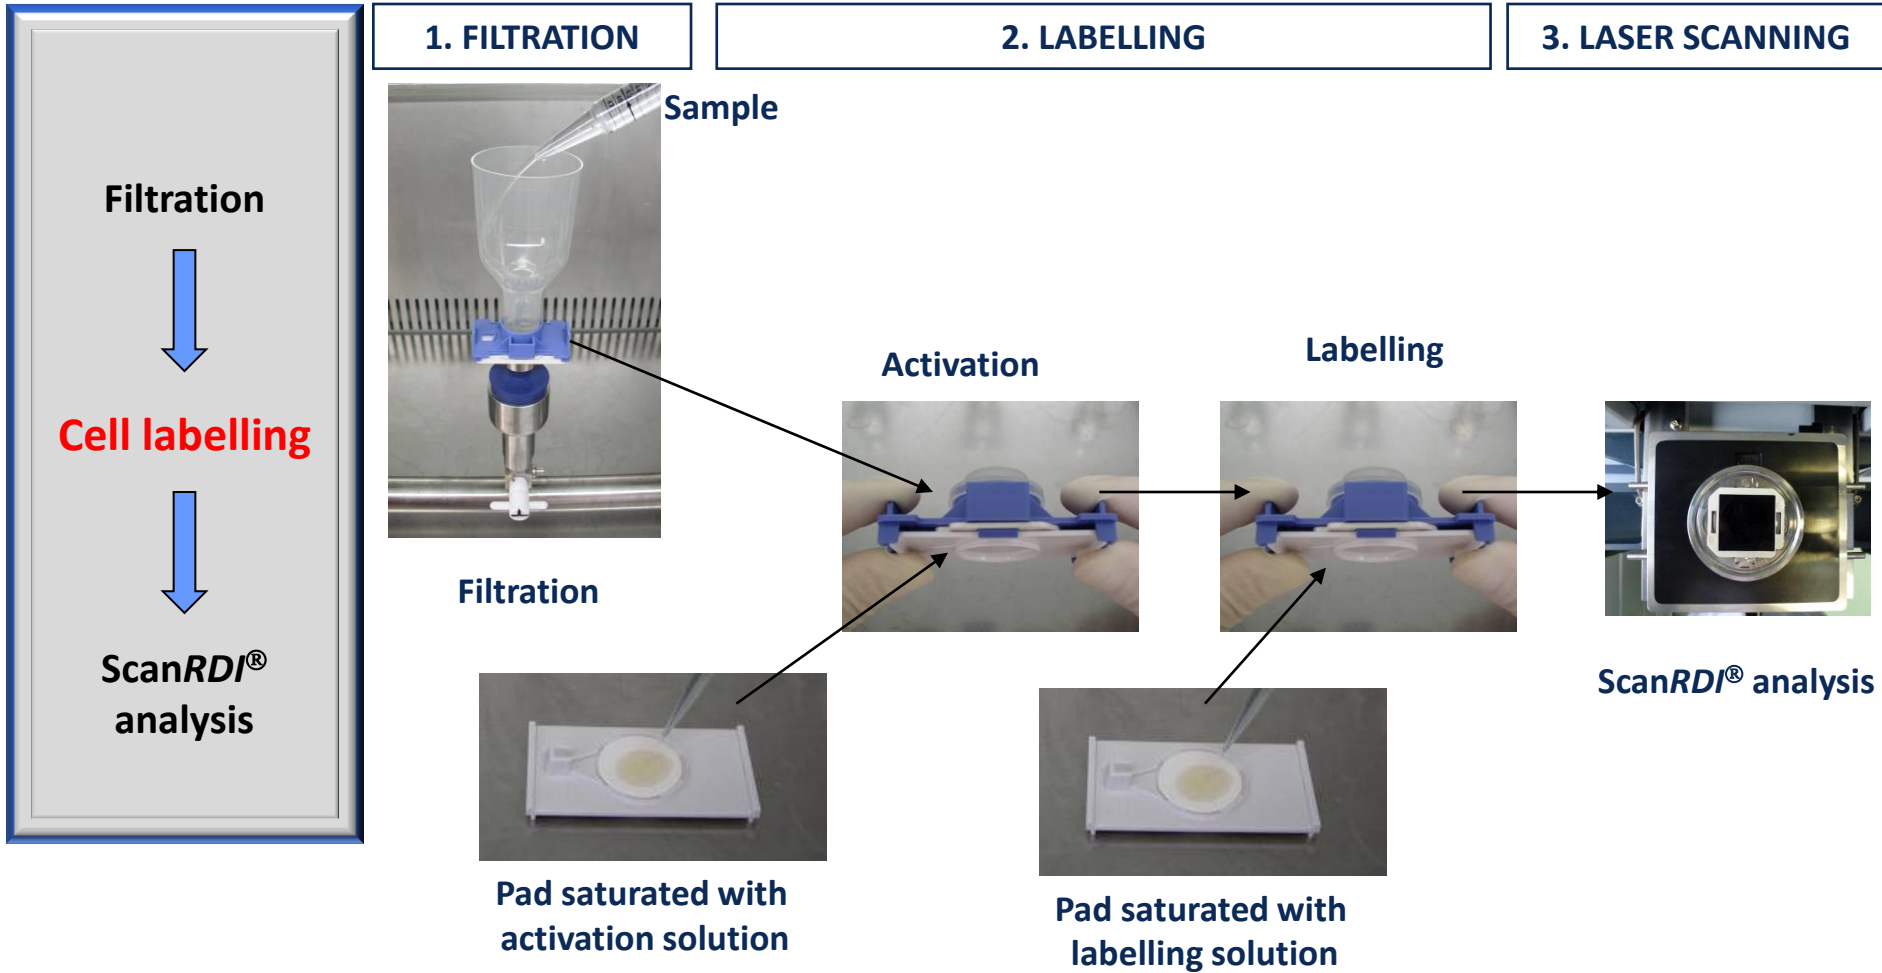 1. FILTRATION
2. LABELLING
3. LASER SCANNING
Filtration
Cell labelling
ScanRDI®
analysis
Sample
Filtration
Activation
Labelling
ScanRDI® analysis
Pad saturated with
activation solution
Pad saturated with
labelling solution